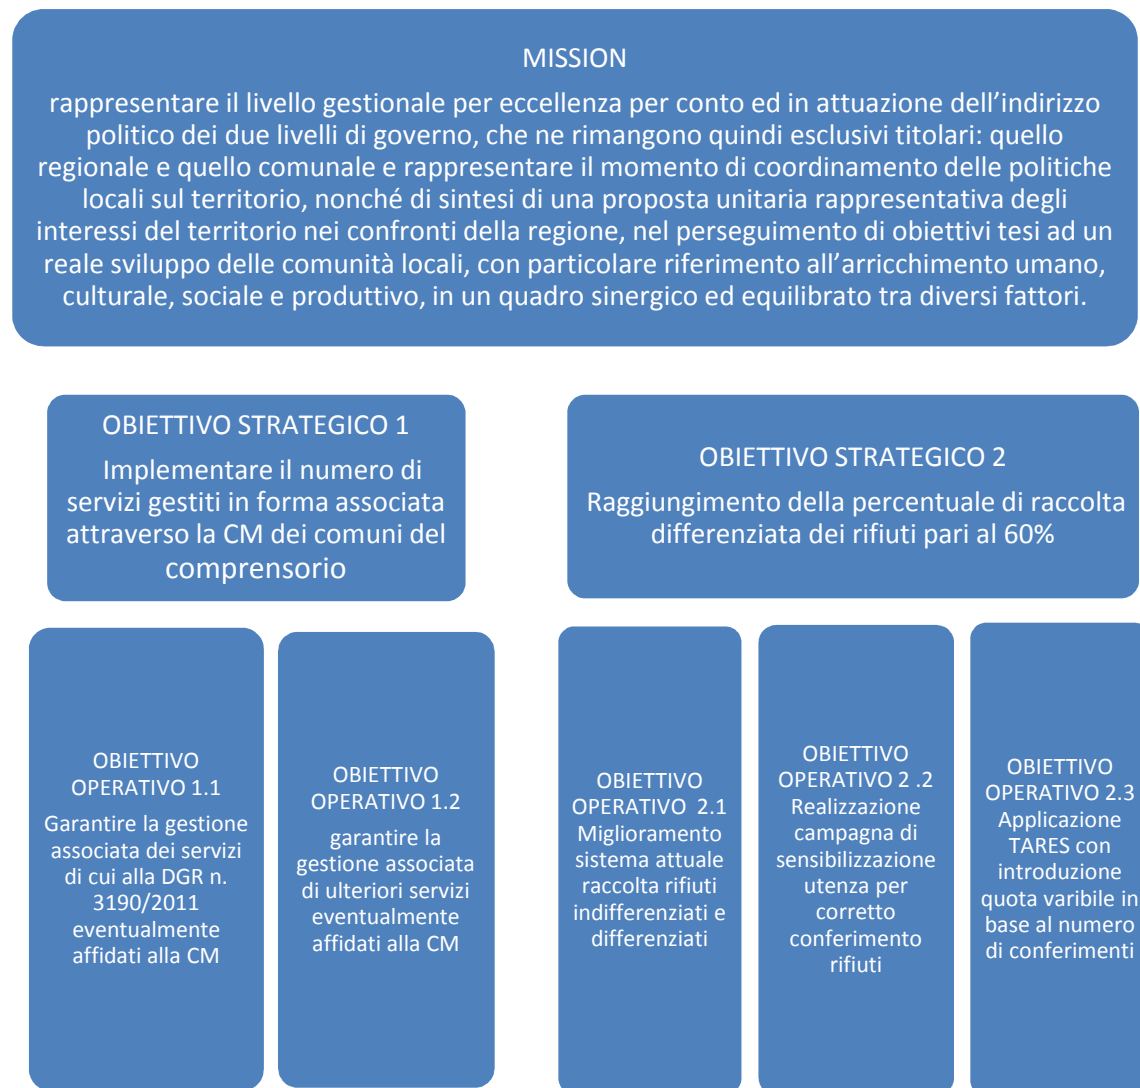 MISSION
rappresentare il livello gestionale per eccellenza per conto ed in attuazione dell’indirizzo
politico dei due livelli di governo, che ne rimangono quindi esclusivi titolari: quello
regionale e quello comunale e rappresentare il momento di coordinamento delle politiche
locali sul territorio, nonché di sintesi di una proposta unitaria rappresentativa degli
interessi del territorio nei confronti della regione, nel perseguimento di obiettivi tesi ad un
reale sviluppo delle comunità locali, con particolare riferimento all’arricchimento umano,
culturale, sociale e produttivo, in un quadro sinergico ed equilibrato tra diversi fattori.
OBIETTIVO STRATEGICO 1
Implementare il numero di
servizi gestiti in forma associata
attraverso la CM dei comuni del
comprensorio
OBIETTIVO STRATEGICO 2
Raggiungimento della percentuale di raccolta
differenziata dei rifiuti pari al 60%
OBIETTIVO
OPERATIVO 1.1
Garantire la gestione
associata dei servizi
di cui alla DGR n.
3190/2011
eventualmente
affidati alla CM
OBIETTIVO
OPERATIVO 1.2
garantire la
gestione associata
di ulteriori servizi
eventualmente
affidati alla CM
OBIETTIVO
OPERATIVO 2.1
Miglioramento
sistema attuale
raccolta rifiuti
indifferenziati e
differenziati
OBIETTIVO
OPERATIVO 2 .2
Realizzazione
campagna di
sensibilizzazione
utenza per
corretto
conferimento
rifiuti
OBIETTIVO
OPERATIVO 2.3
Applicazione
TARES con
introduzione
quota varibile in
base al numero
di conferimenti